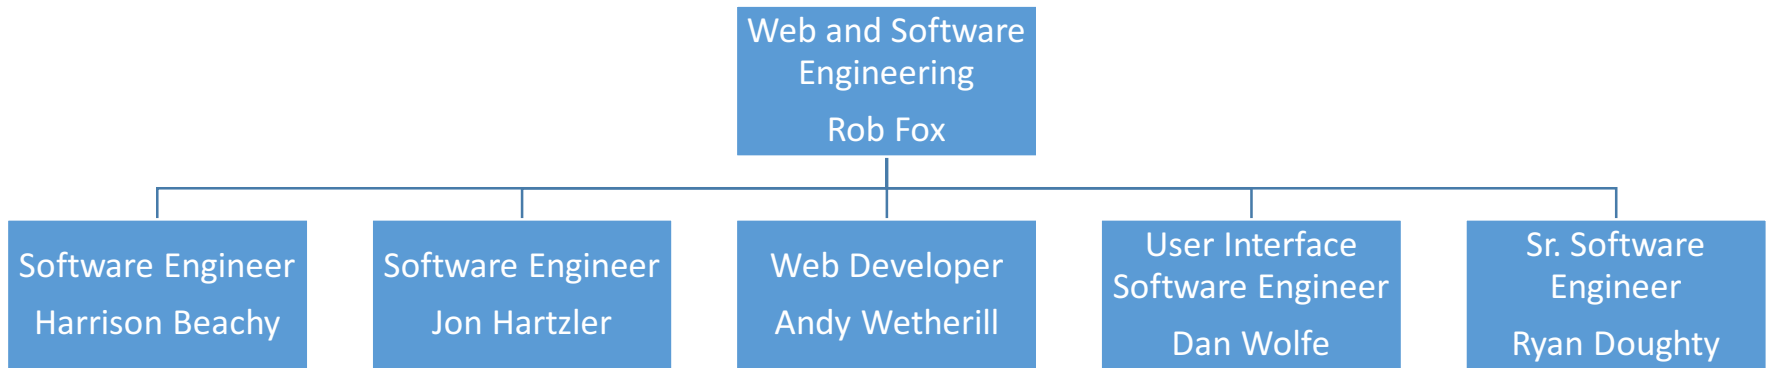 Web and Software
Engineering
Rob Fox
Software Engineer
Harrison Beachy
Software Engineer
Jon Hartzler
Web Developer
Andy Wetherill
User Interface
Software Engineer
Dan Wolfe
Sr. Software
Engineer
Ryan Doughty